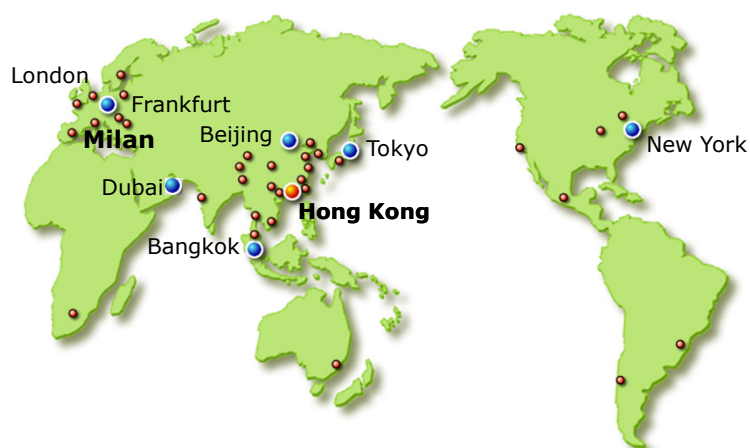 London
Frankfurt
Milan
Beijing
Tokyo
New York
Dubai
Hong Kong
Bangkok